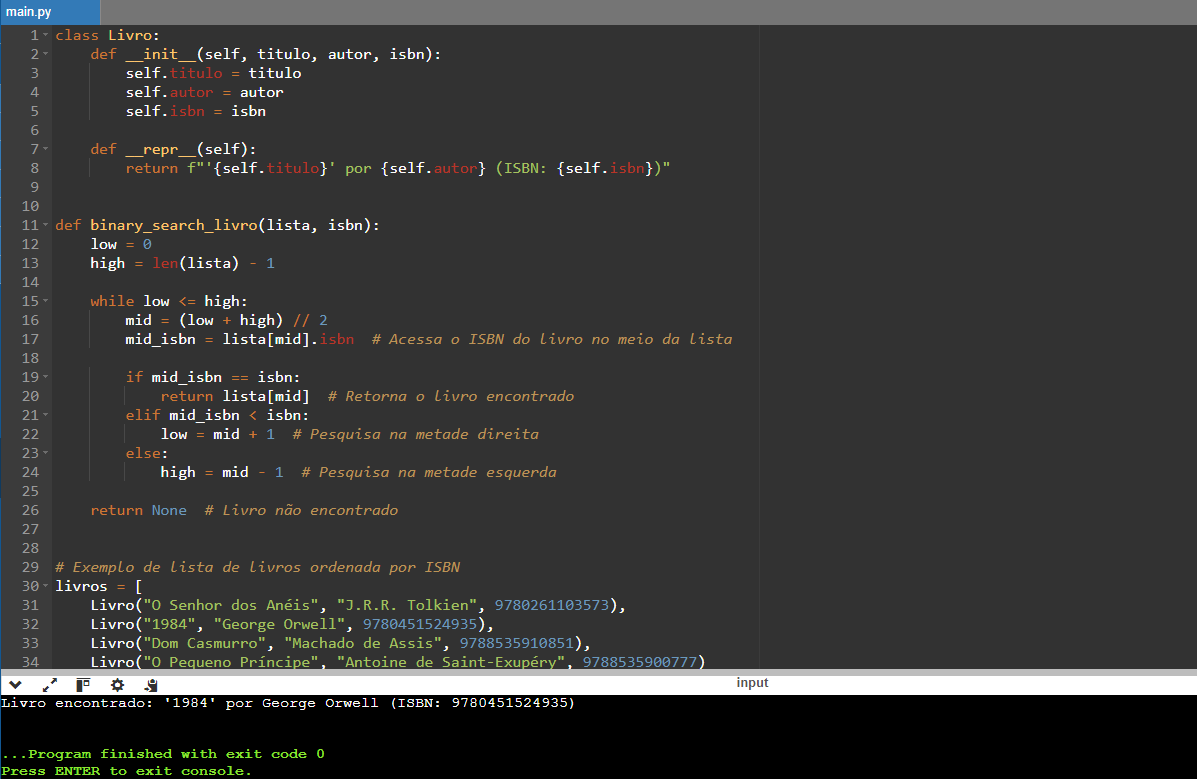 main.py
1 class Livro:
2     def __init__(self, titulo, autor, isbn):
3         self.titulo = titulo
4         self.autor = autor
5         self.isbn = isbn
6
7     def __repr__(self):
8         return f"'{self.titulo}' por {self.autor} (ISBN: {self.isbn})"
9
10
11 def binary_search_livro(lista, isbn):
12     low = 0
13     high = len(lista) - 1
14
15     while low <= high:
16         mid = (low + high) // 2
17         mid_isbn = lista[mid].isbn  # Acessa o ISBN do livro no meio da lista
18
19         if mid_isbn == isbn:
20             return lista[mid]  # Retorna o livro encontrado
21         elif mid_isbn < isbn:
22             low = mid + 1  # Pesquisa na metade direita
23         else:
24             high = mid - 1  # Pesquisa na metade esquerda
25
26     return None  # Livro não encontrado
27
28
29 # Exemplo de lista de livros ordenada por ISBN
30 livros = [
31     Livro("O Senhor dos Anéis", "J.R.R. Tolkien", 9780261103573),
32     Livro("1984", "George Orwell", 9780451524935),
33     Livro("Dom Casmurro", "Machado de Assis", 9788535910851),
34     Livro("O Pequeno Príncipe", "Antoine de Saint-Exupéry", 9788535900777)
input
Livro encontrado: '1984' por George Orwell (ISBN: 9780451524935)
...Program finished with exit code 0
Press ENTER to exit console.